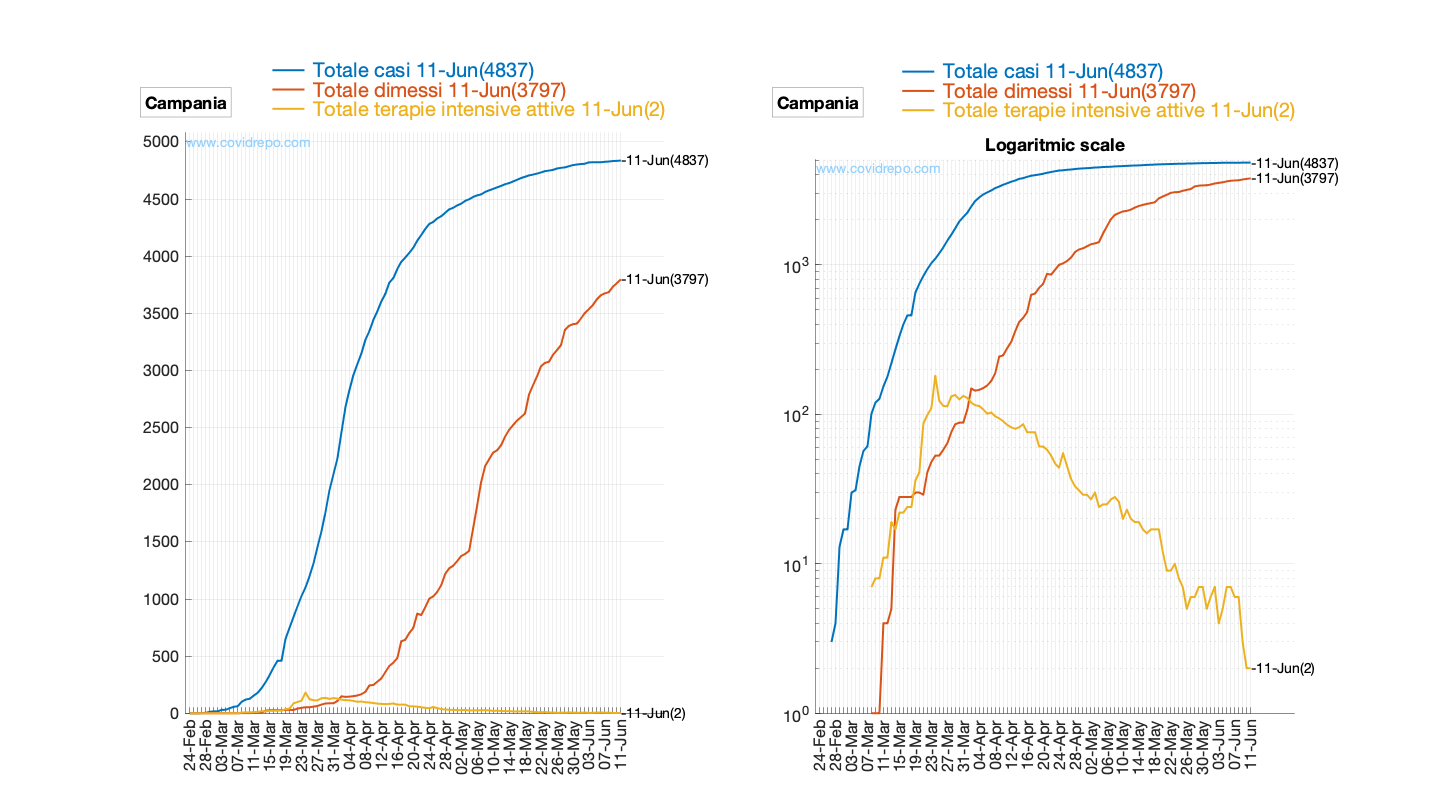 Totale casi 11-Jun(4837)
Totale dimessi 11-Jun(3797)
Totale terapie intensive attive 11-Jun(2)
Campania
www.covidrepo.com
5000
4500
4000
3500
3000
2500
2000
1500
1000
500
0
-11-Jun(4837)
-11-Jun(3797)
-11-Jun(2)
24-Feb
28-Feb
03-Mar
07-Mar
11-Mar
15-Mar
19-Mar
23-Mar
27-Mar
31-Mar
04-Apr
08-Apr
12-Apr
16-Apr
20-Apr
24-Apr
28-Apr
02-May
06-May
10-May
14-May
18-May
22-May
26-May
30-May
03-Jun
07-Jun
11-Jun
Totale casi 11-Jun(4837)
Totale dimessi 11-Jun(3797)
Totale terapie intensive attive 11-Jun(2)
Campania
Logaritmic scale
www.covidrepo.com
10^3
10^2
10^1
10^0
-11-Jun(4837)
-11-Jun(3797)
-11-Jun(2)
24-Feb
28-Feb
03-Mar
07-Mar
11-Mar
15-Mar
19-Mar
23-Mar
27-Mar
31-Mar
04-Apr
08-Apr
12-Apr
16-Apr
20-Apr
24-Apr
28-Apr
02-May
06-May
10-May
14-May
18-May
22-May
26-May
30-May
03-Jun
07-Jun
11-Jun